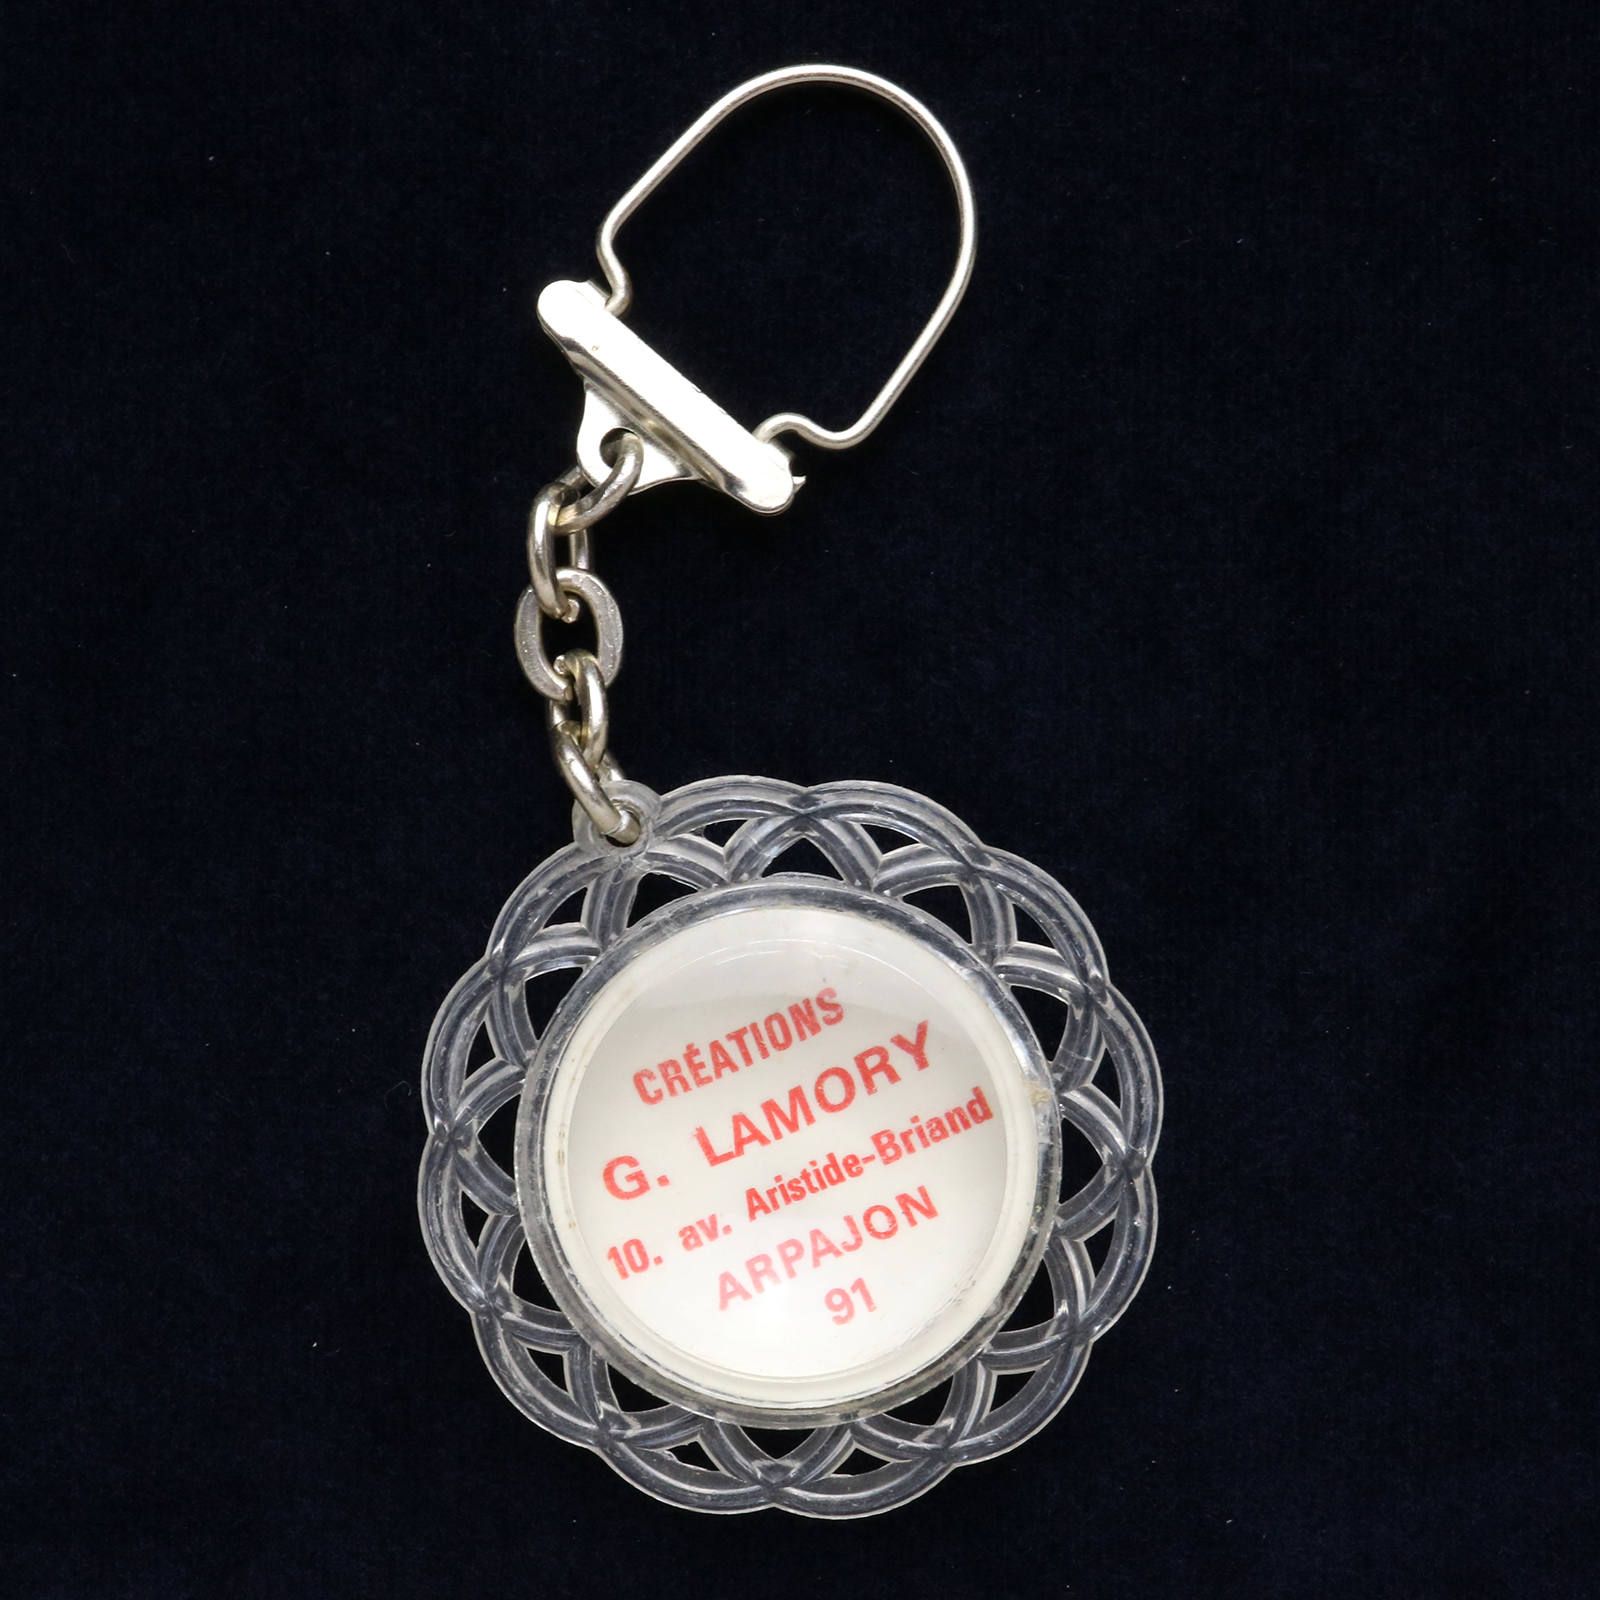 CRÉATIONS
G. LAMORY
10. av. Aristide-Briand
ARPAJON
91